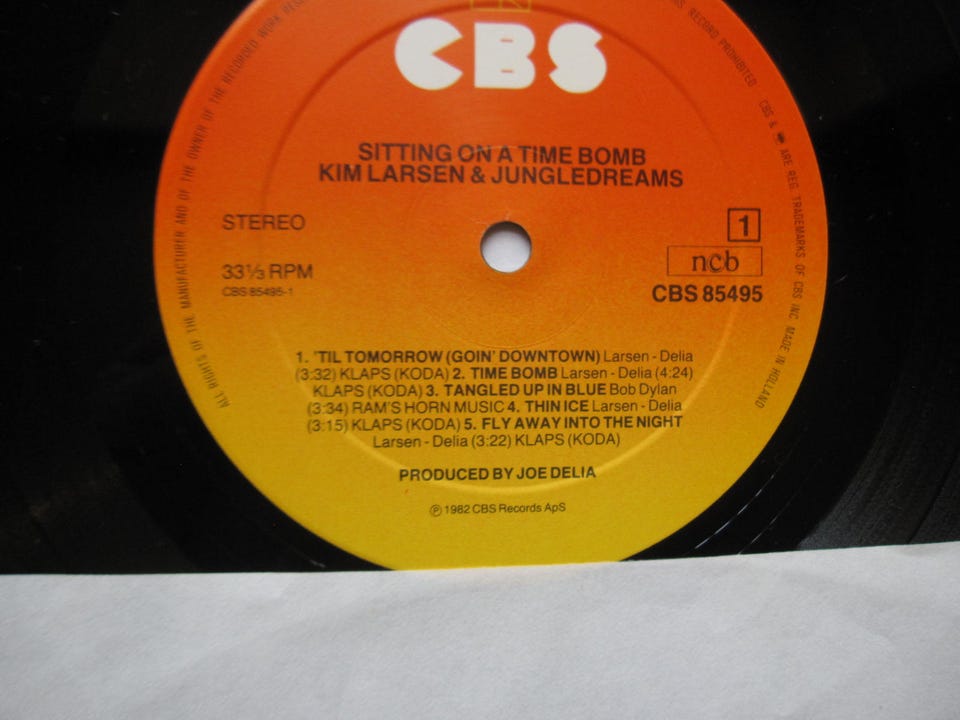 CBS
SITTING ON A TIME BOMB
KIM LARSEN & JUNGLEDREAMS
STEREO
1
33⅓ RPM
ncb
CBS 85495-1
CBS 85495
1. 'TIL TOMORROW (GOIN' DOWNTOWN) Larsen - Delia
(3:32) KLAPS (KODA) 2. TIME BOMB Larsen - Delia (4:24)
KLAPS (KODA) 3. TANGLED UP IN BLUE Bob Dylan
(3:34) RAM'S HORN MUSIC 4. THIN ICE Larsen - Delia
(3:15) KLAPS (KODA) 5. FLY AWAY INTO THE NIGHT
Larsen - Delia (3:22) KLAPS (KODA)
PRODUCED BY JOE DELIA
℗ 1982 CBS Records ApS
ALL RIGHTS OF THE MANUFACTURER AND OF THE OWNER OF THE RECORDED WORK
RECORD PROHIBITED CBS & ARE REG. TRADEMARKS OF CBS INC. MADE IN HOLLAND